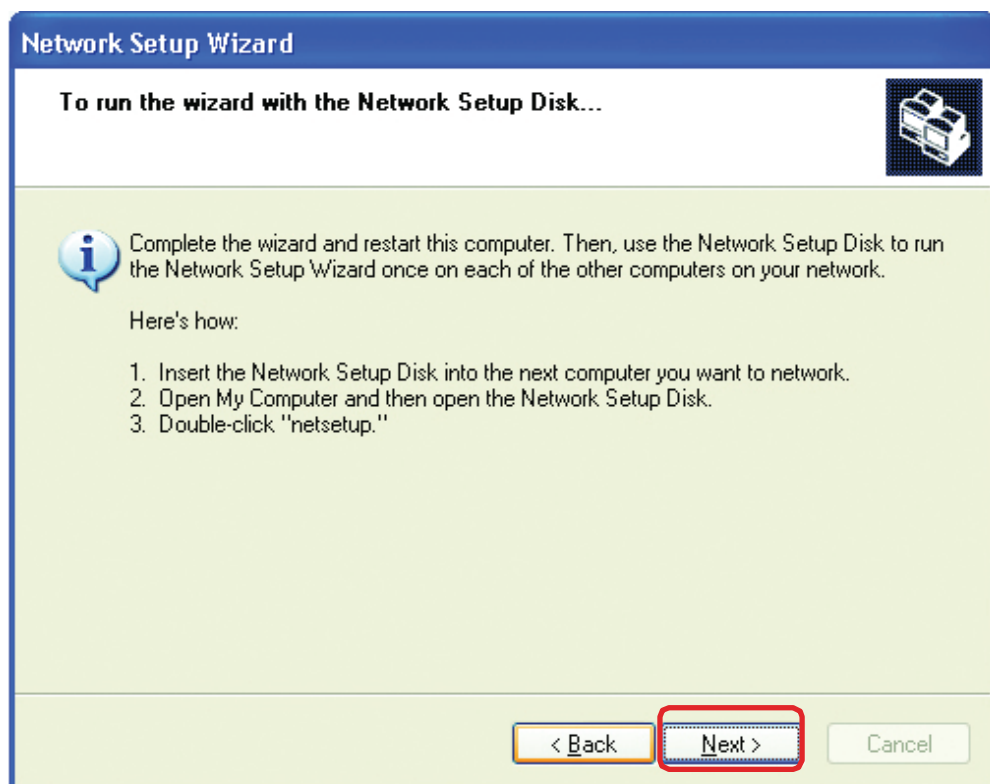 Network Setup Wizard
To run the wizard with the Network Setup Disk...
Complete the wizard and restart this computer. Then, use the Network Setup Disk to run
the Network Setup Wizard once on each of the other computers on your network.
Here's how:
1. Insert the Network Setup Disk into the next computer you want to network.
2. Open My Computer and then open the Network Setup Disk.
3. Double-click "netsetup."
< Back
Next >
Cancel